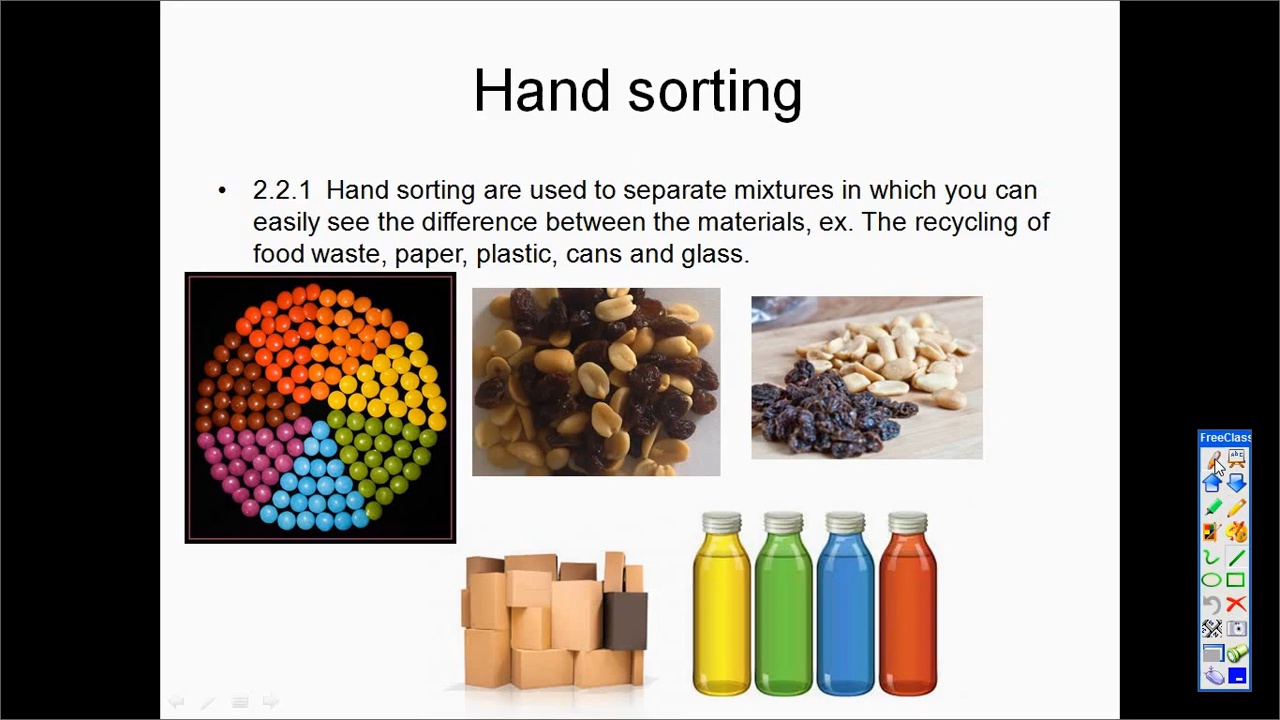 Hand sorting
• 2.2.1 Hand sorting are used to separate mixtures in which you can
easily see the difference between the materials, ex. The recycling of
food waste, paper, plastic, cans and glass.
FreeClass
abc